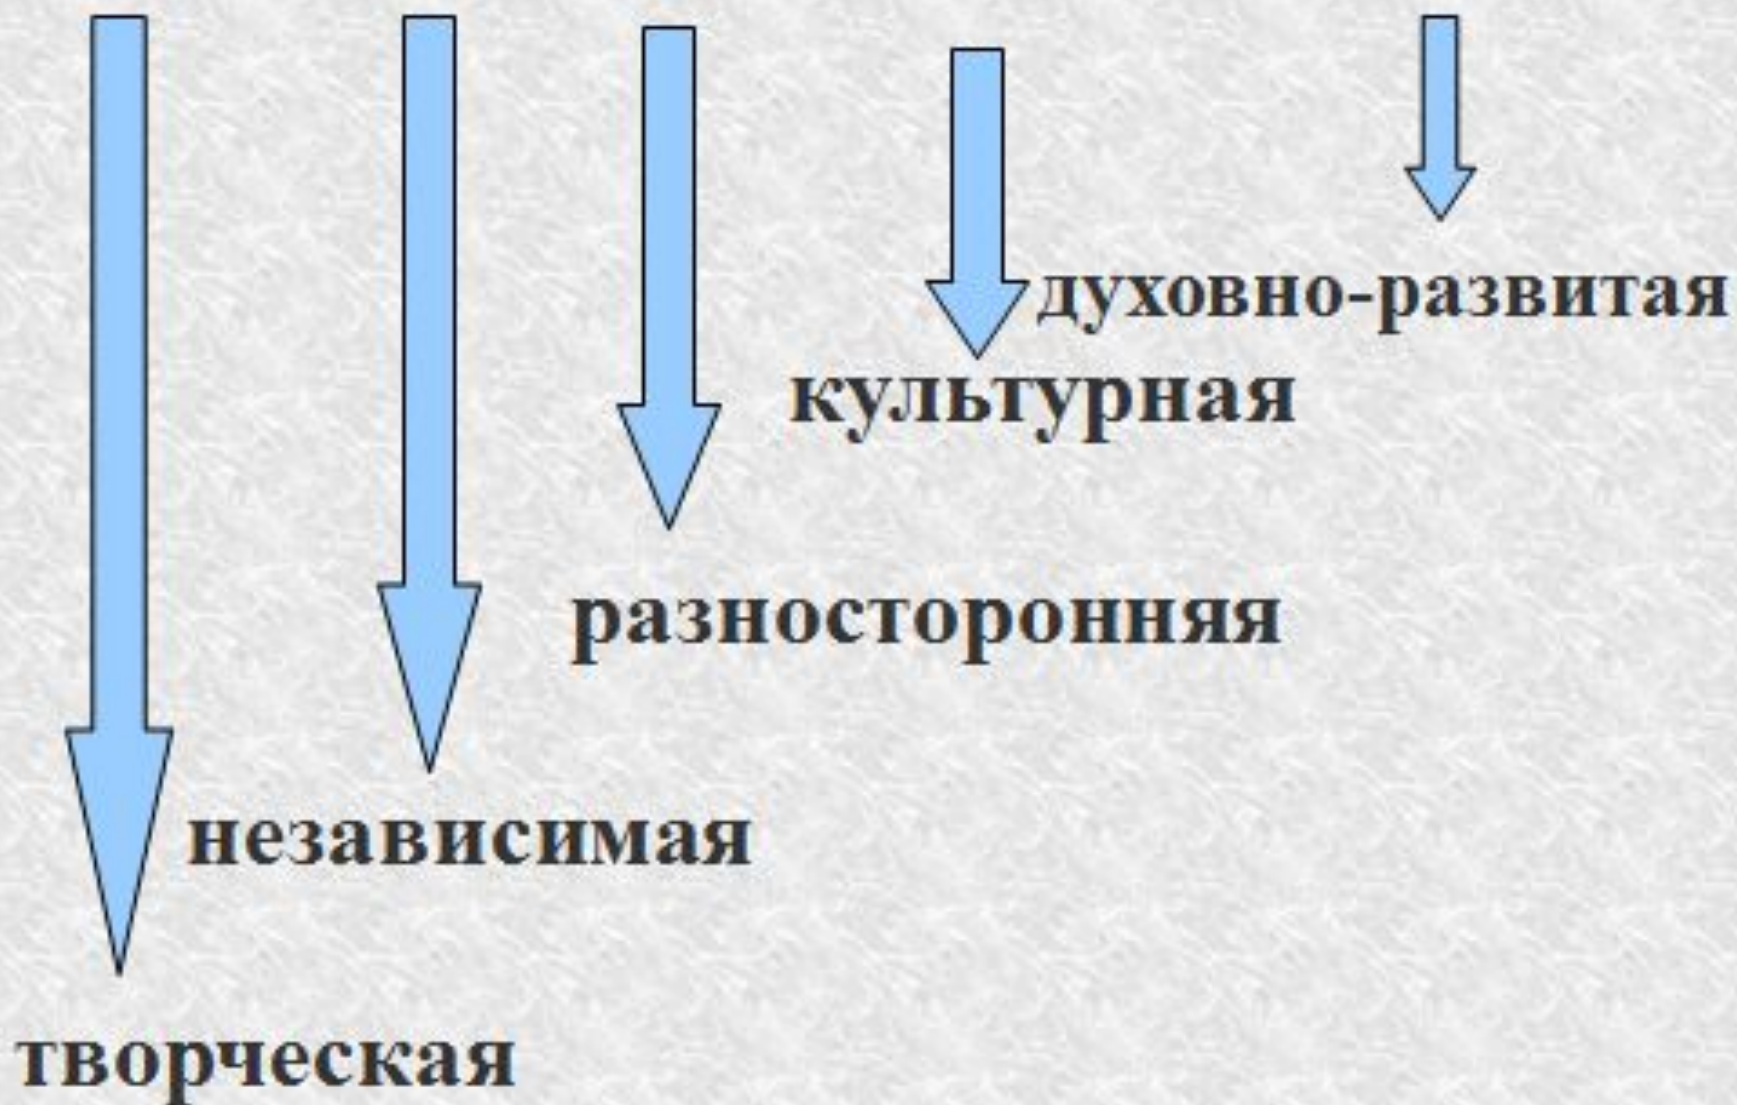 духовно-развитая
культурная
разносторонняя
независимая
творческая